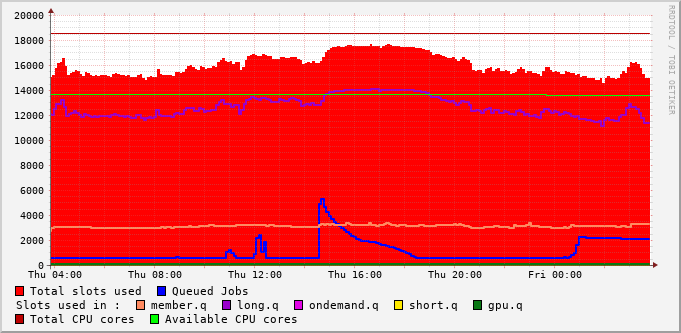 20000
18000
16000
14000
12000
10000
8000
6000
4000
2000
0
Thu 04:00 Thu 08:00 Thu 12:00 Thu 16:00 Thu 20:00 Fri 00:00
Total slots used Queued Jobs
Slots used in : member.q long.q ondemand.q short.q gpu.q
Total CPU cores Available CPU cores
RRDTOOL / TOBI OETIKER